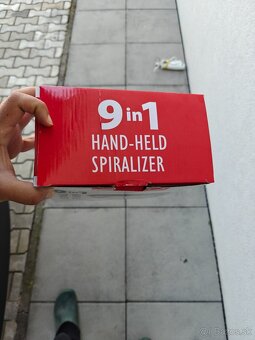 9 in 1
HAND-HELD
SPIRALIZER